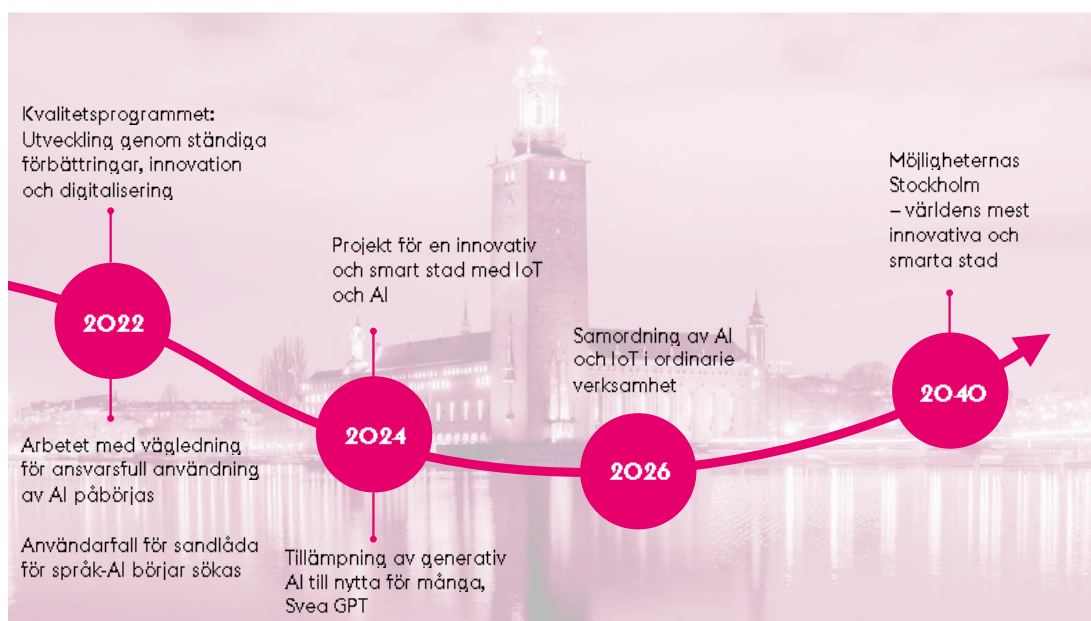 Kvalitetsprogrammet:
Utveckling genom ständiga
förbättringar, innovation
och digitalisering
2022
Arbetet med vägledning
för ansvarsfull användning
av AI påbörjas
Användarfall för sandlåda
för språk-AI börjar sökas
Projekt för en innovativ
och smart stad med IoT
och AI
2024
Tillämpning av generativ
AI till nytta för många,
Svea GPT
Samordning av AI
och IoT i ordinarie
verksamhet
2026
Möjligheternas
Stockholm
– världens mest
innovativa och
smarta stad
2040